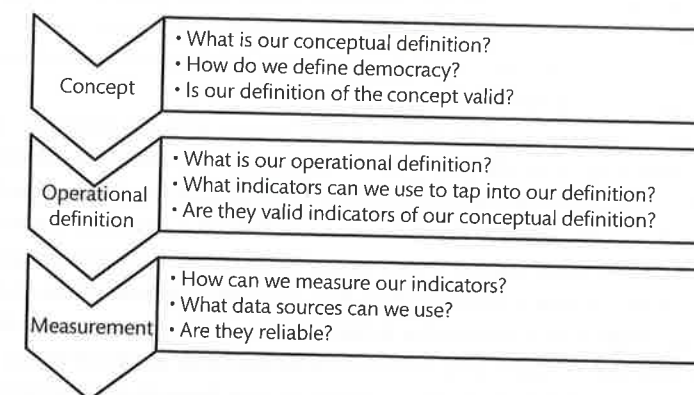 Concept
• What is our conceptual definition?
• How do we define democracy?
• Is our definition of the concept valid?
Operational
definition
• What is our operational definition?
• What indicators can we use to tap into our definition?
• Are they valid indicators of our conceptual definition?
Measurement
• How can we measure our indicators?
• What data sources can we use?
• Are they reliable?